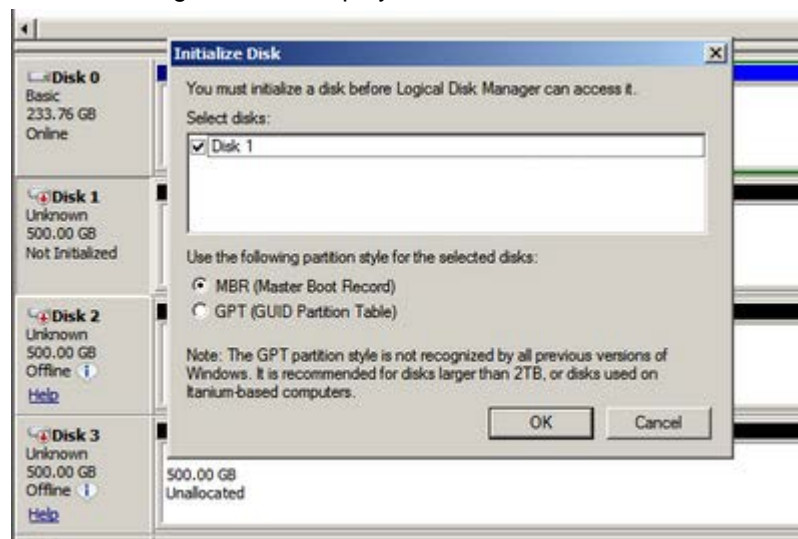 Disk 0
Basic
233.76 GB
Online
Disk 1
Unknown
500.00 GB
Not Initialized
Disk 2
Unknown
500.00 GB
Offline
Help
Disk 3
Unknown
500.00 GB
Offline
Help
Initialize Disk
You must initialize a disk before Logical Disk Manager can access it.
Select disks:
Disk 1
Use the following partition style for the selected disks:
MBR (Master Boot Record)
GPT (GUID Partition Table)
Note: The GPT partition style is not recognized by all previous versions of
Windows. It is recommended for disks larger than 2TB, or disks used on
Itanium-based computers.
OK Cancel
500.00 GB
Unallocated